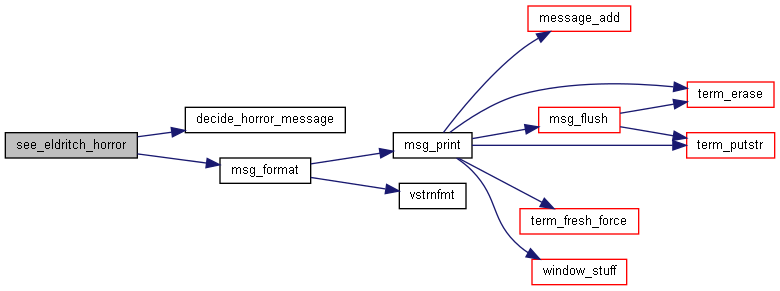 see_eldritch_horror
decide_horror_message
msg_format
msg_print
vstrnfmt
message_add
msg_flush
term_erase
term_putstr
term_fresh_force
window_stuff